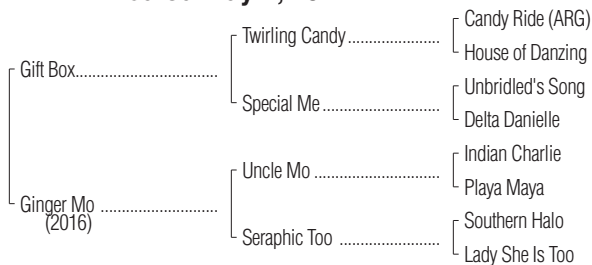 Twirling Candy
Candy Ride (ARG)
House of Danzing
Gift Box
Special Me
Unbridled's Song
Delta Danielle
Ginger Mo
(2016)
Uncle Mo
Indian Charlie
Playa Maya
Seraphic Too
Southern Halo
Lady She Is Too